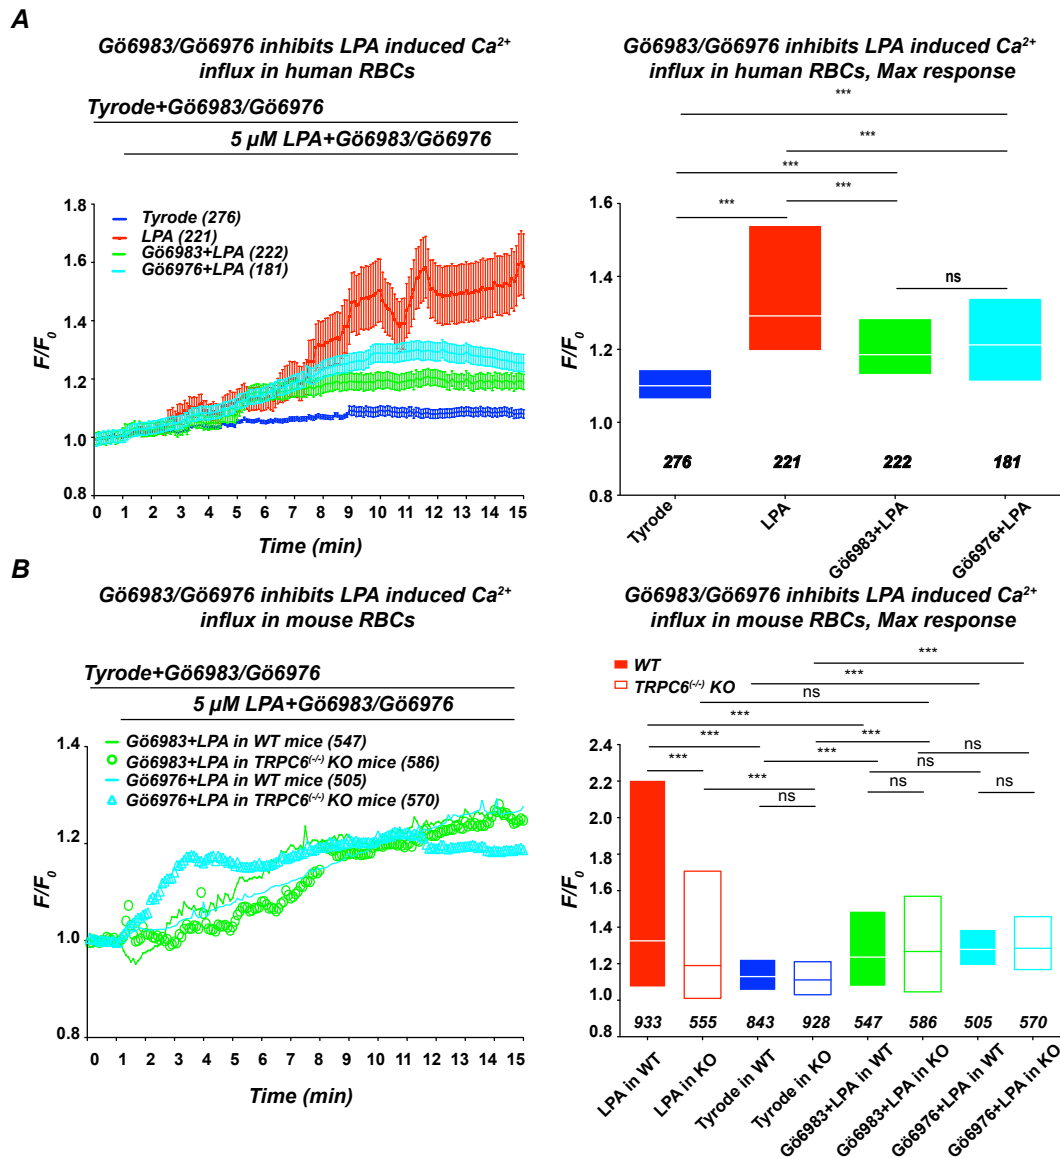 A
Gö6983/Gö6976 inhibits LPA induced Ca²⁺
influx in human RBCs
Tyrode+Gö6983/Gö6976
5 µM LPA+Gö6983/Gö6976
1.8
1.6
1.4
1.2
1.0
0.8
F/F₀
Tyrode (276)
LPA (221)
Gö6983+LPA (222)
Gö6976+LPA (181)
0 1 2 3 4 5 6 7 8 9 10 11 12 13 14 15
Time (min)
Gö6983/Gö6976 inhibits LPA induced Ca²⁺
influx in human RBCs, Max response
***
***
***
***
***
ns
1.6
1.4
1.2
1.0
0.8
F/F₀
276 221 222 181
Tyrode
LPA
Gö6983+LPA
Gö6976+LPA
B
Gö6983/Gö6976 inhibits LPA induced Ca²⁺
influx in mouse RBCs
Tyrode+Gö6983/Gö6976
5 µM LPA+Gö6983/Gö6976
1.4
1.2
1.0
0.8
F/F₀
Gö6983+LPA in WT mice (547)
Gö6983+LPA in TRPC6⁽⁻/⁻⁾ KO mice (586)
Gö6976+LPA in WT mice (505)
Gö6976+LPA in TRPC6⁽⁻/⁻⁾ KO mice (570)
0 1 2 3 4 5 6 7 8 9 10 11 12 13 14 15
Time (min)
Gö6983/Gö6976 inhibits LPA induced Ca²⁺
influx in mouse RBCs, Max response
WT
TRPC6⁽⁻/⁻⁾ KO
***
***
ns
***
*** *** ns
*** *** ns
*** ns ns ns
2.4
2.2
2.0
1.8
1.6
1.4
1.2
1.0
0.8
F/F₀
933 555 843 928 547 586 505 570
LPA in WT
LPA in KO
Tyrode in WT
Tyrode in KO
Gö6983+LPA in WT
Gö6983+LPA in KO
Gö6976+LPA in WT
Gö6976+LPA in KO